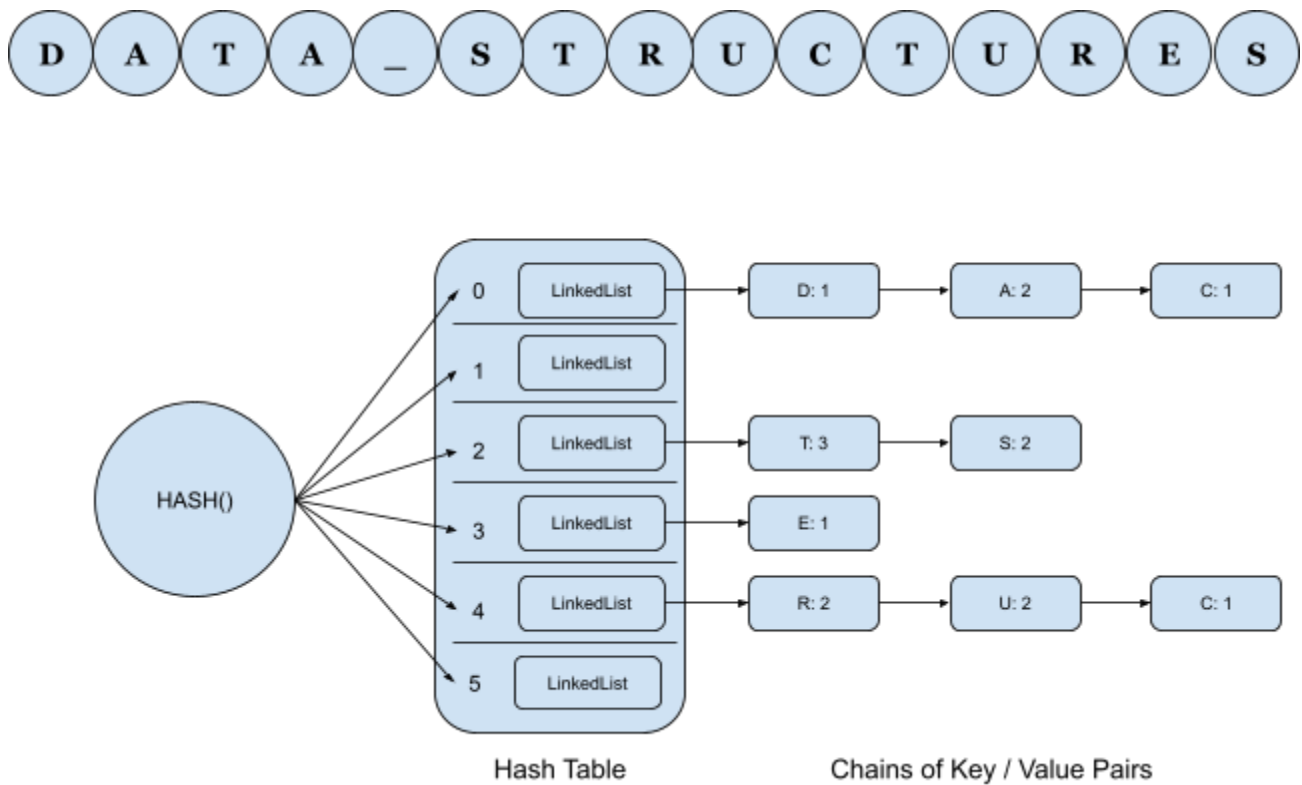 D A T A _ S T R U C T U R E S
0 LinkedList D: 1 A: 2 C: 1
1 LinkedList
2 LinkedList T: 3 S: 2
HASH()
3 LinkedList E: 1
4 LinkedList R: 2 U: 2 C: 1
5 LinkedList
Hash Table Chains of Key / Value Pairs